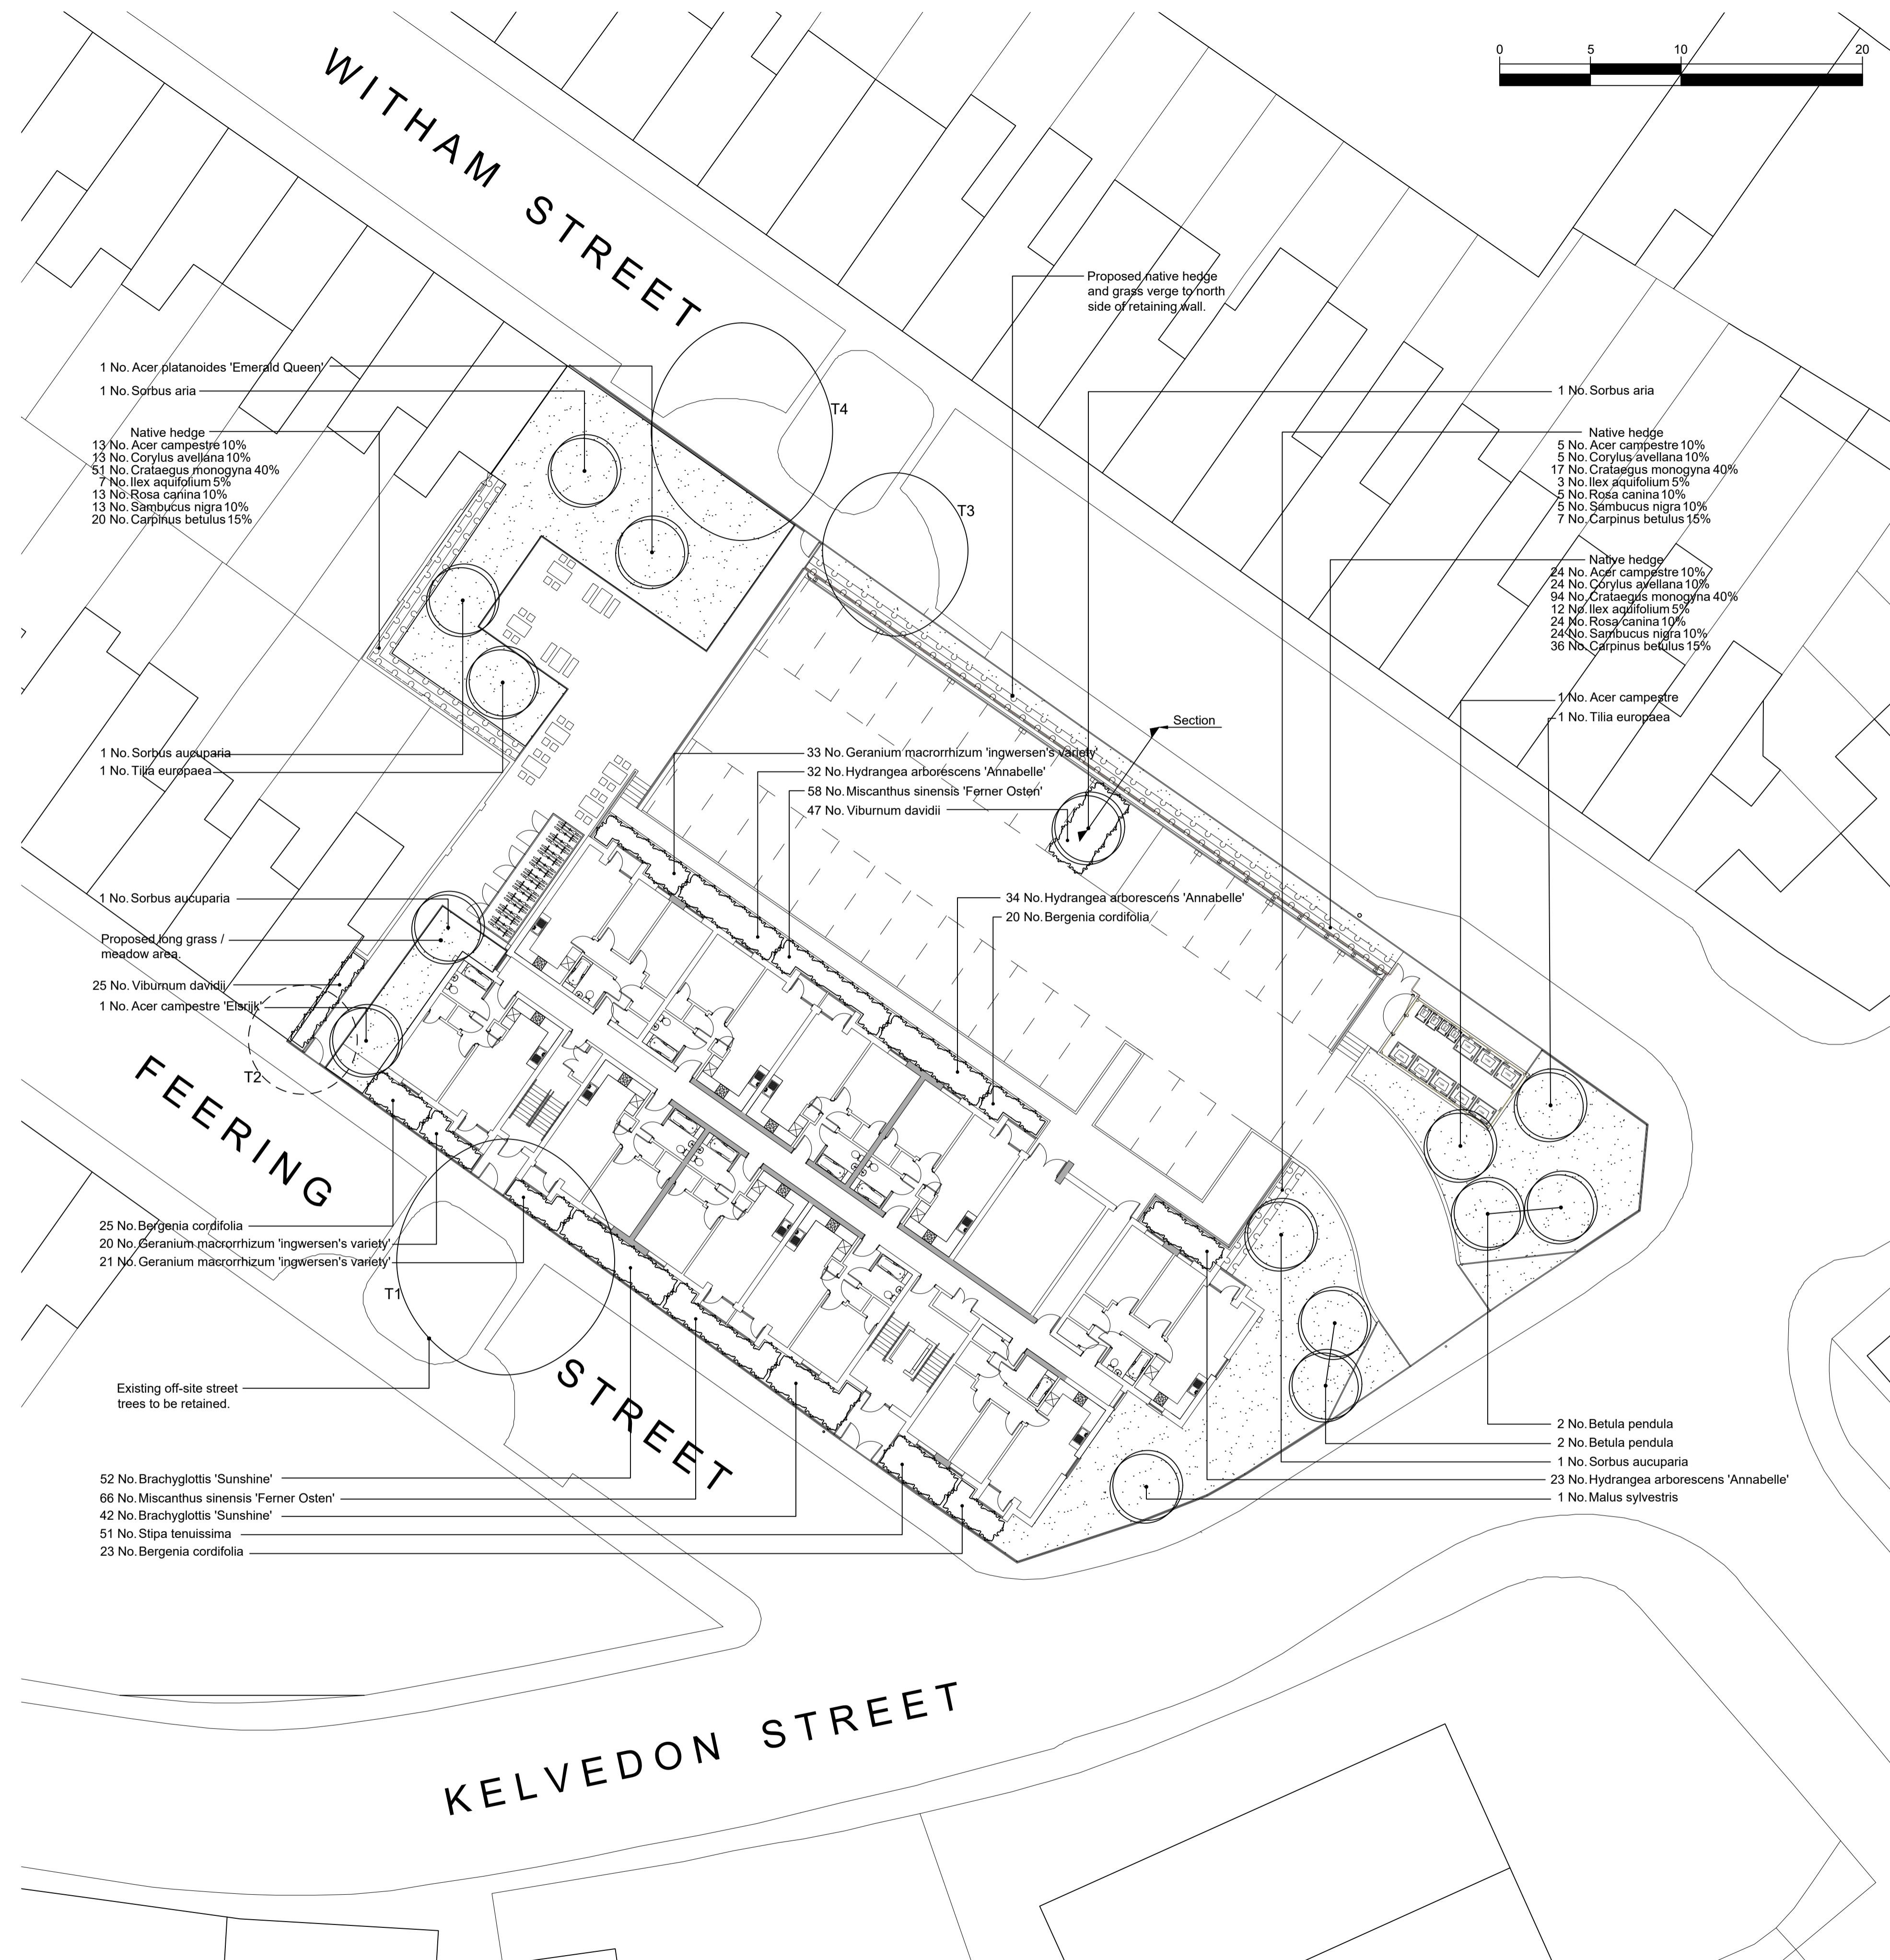 0 5 10 20
WITHAM STREET
Proposed native hedge
and grass verge to north
side of retaining wall.
1 No. Acer platanoides 'Emerald Queen'
1 No. Sorbus aria
T4
T3
Native hedge
13 No. Acer campestre 10%
13 No. Corylus avellana 10%
51 No. Crataegus monogyna 40%
7 No. Ilex aquifolium 5%
13 No. Rosa canina 10%
13 No. Sambucus nigra 10%
20 No. Carpinus betulus 15%
1 No. Sorbus aria
Native hedge
5 No. Acer campestre 10%
5 No. Corylus avellana 10%
17 No. Crataegus monogyna 40%
3 No. Ilex aquifolium 5%
5 No. Rosa canina 10%
5 No. Sambucus nigra 10%
7 No. Carpinus betulus 15%
Native hedge
24 No. Acer campestre 10%
24 No. Corylus avellana 10%
94 No. Crataegus monogyna 40%
12 No. Ilex aquifolium 5%
24 No. Rosa canina 10%
24 No. Sambucus nigra 10%
36 No. Carpinus betulus 15%
1 No. Acer campestre
1 No. Tilia europaea
Section
1 No. Sorbus aucuparia
1 No. Tilia europaea
33 No. Geranium macrorrhizum 'ingwersen's variety'
32 No. Hydrangea arborescens 'Annabelle'
58 No. Miscanthus sinensis 'Ferner Osten'
47 No. Viburnum davidii
34 No. Hydrangea arborescens 'Annabelle'
20 No. Bergenia cordifolia
1 No. Sorbus aucuparia
Proposed long grass /
meadow area.
25 No. Viburnum davidii
1 No. Acer campestre 'Elsrijk'
T2
FEERING STREET
25 No. Bergenia cordifolia
20 No. Geranium macrorrhizum 'ingwersen's variety'
21 No. Geranium macrorrhizum 'ingwersen's variety'
T1
Existing off-site street
trees to be retained.
52 No. Brachyglottis 'Sunshine'
66 No. Miscanthus sinensis 'Ferner Osten'
42 No. Brachyglottis 'Sunshine'
51 No. Stipa tenuissima
23 No. Bergenia cordifolia
2 No. Betula pendula
2 No. Betula pendula
1 No. Sorbus aucuparia
23 No. Hydrangea arborescens 'Annabelle'
1 No. Malus sylvestris
KELVEDON STREET